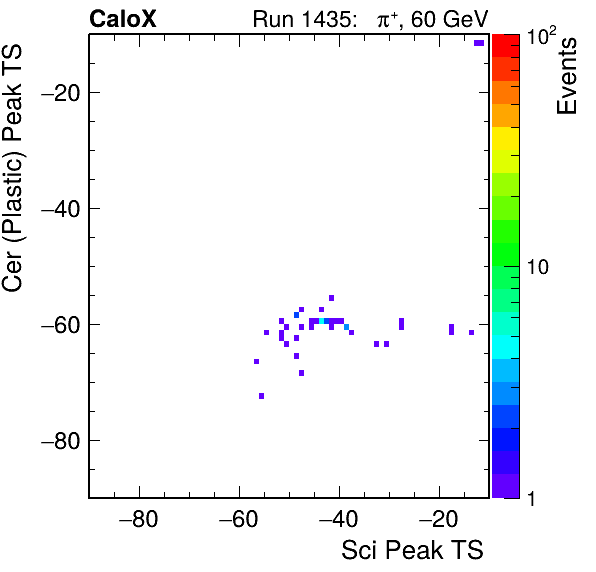 CaloX Run 1435: π⁺, 60 GeV
Cer (Plastic) Peak TS
−20
−40
−60
−80
−80 −60 −40 −20
Sci Peak TS
10²
10
1
Events